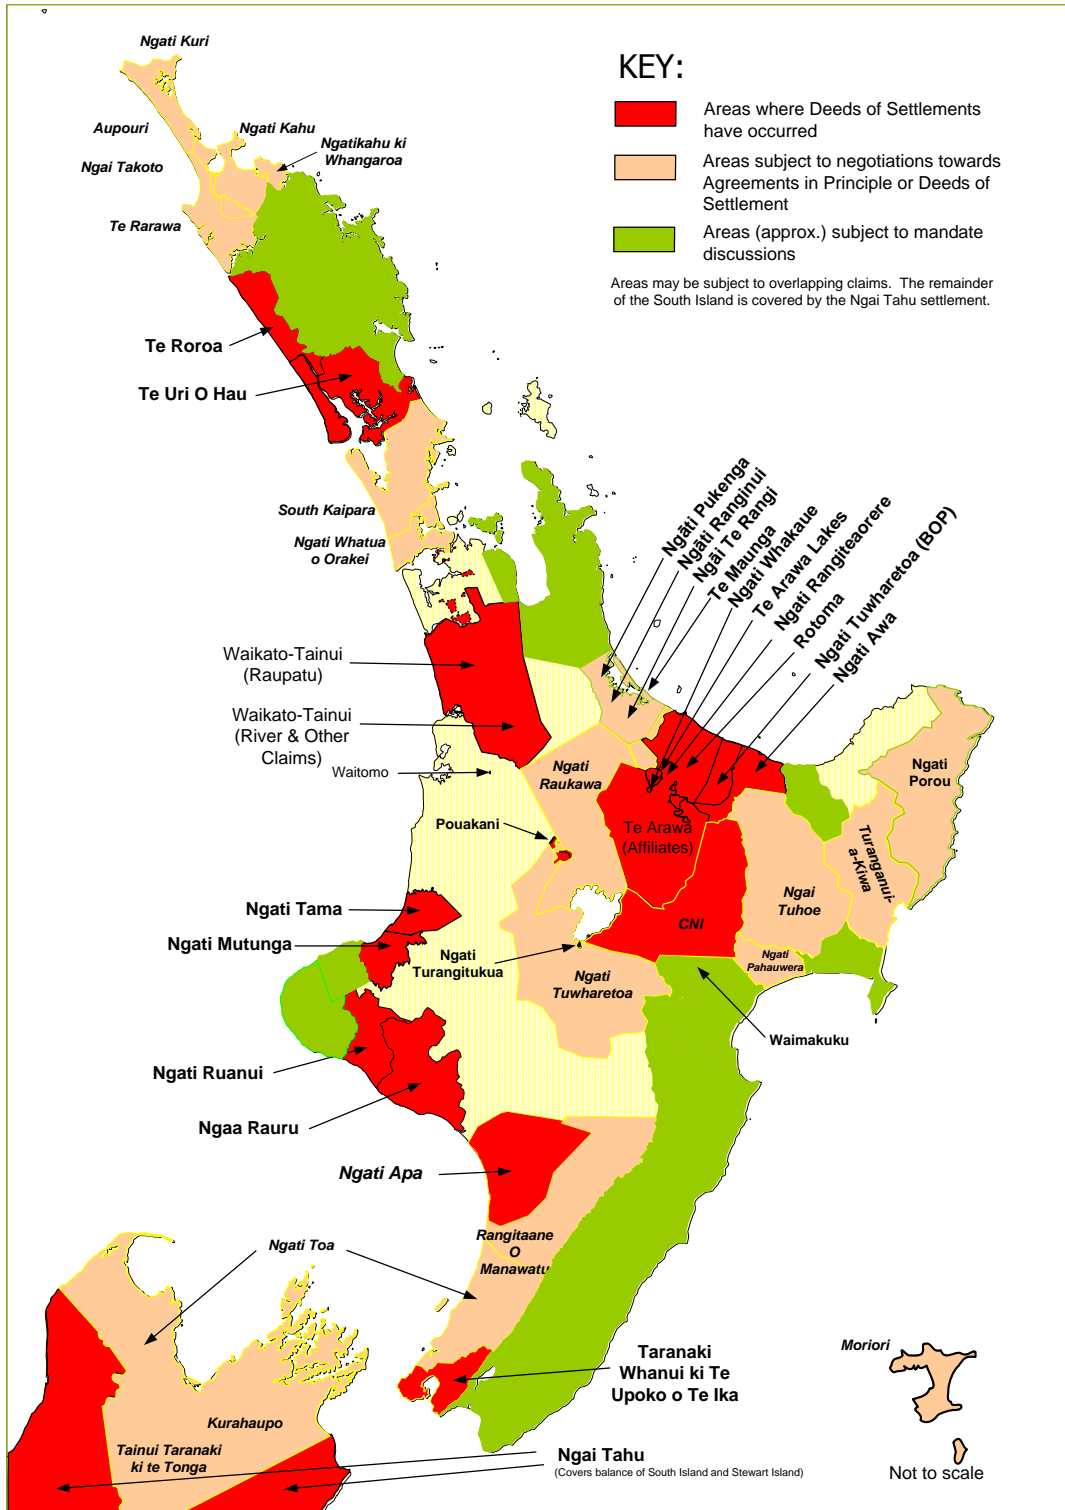 KEY:
Areas where Deeds of Settlements
have occurred
Areas subject to negotiations towards
Agreements in Principle or Deeds of
Settlement
Areas (approx.) subject to mandate
discussions
Areas may be subject to overlapping claims. The remainder
of the South Island is covered by the Ngai Tahu settlement.
Ngati Kuri
Aupouri
Ngati Kahu
Ngatikahu ki
Whangaroa
Ngai Takoto
Te Rarawa
Te Roroa
Te Uri O Hau
South Kaipara
Ngati Whatua
o Orakei
Ngāti Pukenga
Ngāti Ranginui
Ngāi Te Rangi
Te Maunga
Ngati Whakaue
Te Arawa Lakes
Ngati Rangiteaorere
Rotoma
Ngati Tuwharetoa (BOP)
Ngati Awa
Waikato-Tainui
(Raupatu)
Waikato-Tainui
(River & Other
Claims)
Waitomo
Ngati
Raukawa
Ngati
Porou
Pouakani
Te Arawa
(Affiliates)
Turanganui-
a-Kiwa
Ngai
Tuhoe
Ngati Tama
CNI
Ngati Mutunga
Ngati
Turangitukua
Ngati
Tuwharetoa
Ngati
Pahauwera
Waimakuku
Ngati Ruanui
Ngaa Rauru
Ngati Apa
Rangitaane
O
Manawatu
Ngati Toa
Taranaki
Whanui ki Te
Upoko o Te Ika
Moriori
Kurahaupo
Tainui Taranaki
ki te Tonga
Ngai Tahu
(Covers balance of South Island and Stewart Island)
Not to scale